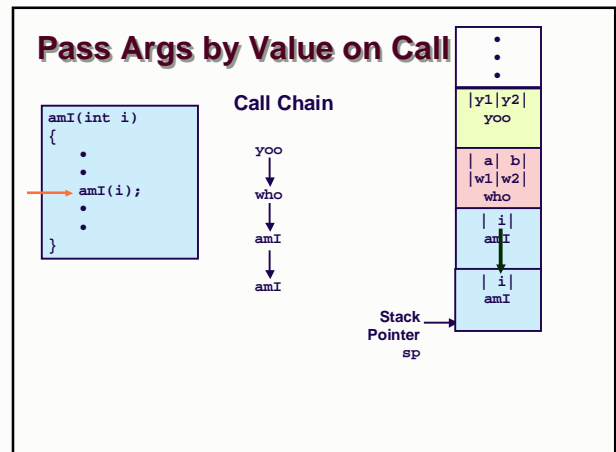 Pass Args by Value on Call
amI(int i)
{
•
•
amI(i);
•
•
}
Call Chain
yoo
who
amI
amI
•
•
•
|y1|y2|
yoo
| a| b|
|w1|w2|
who
| i|
amI
| i|
amI
Stack
Pointer
sp